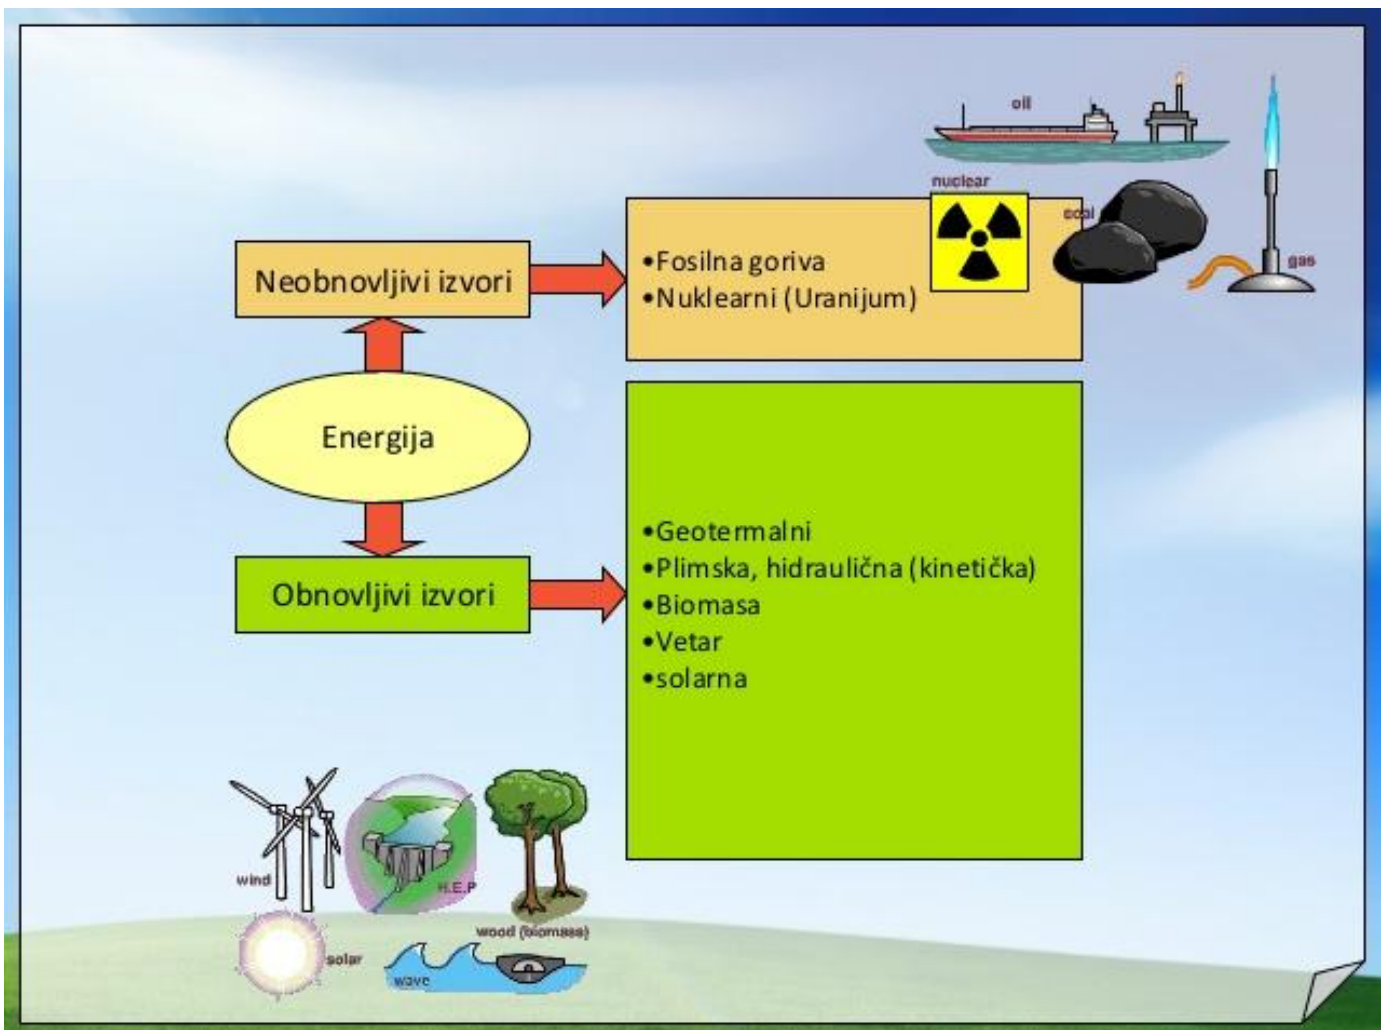 oil
nuclear
coal
gas
Neobnovljivi izvori
•Fosilna goriva
•Nuklearni (Uranijum)
Energija
Obnovljivi izvori
•Geotermalni
•Plimska, hidraulična (kinetička)
•Biomasa
•Vetar
•solarna
wind
H.E.P
wood (biomass)
solar
wave